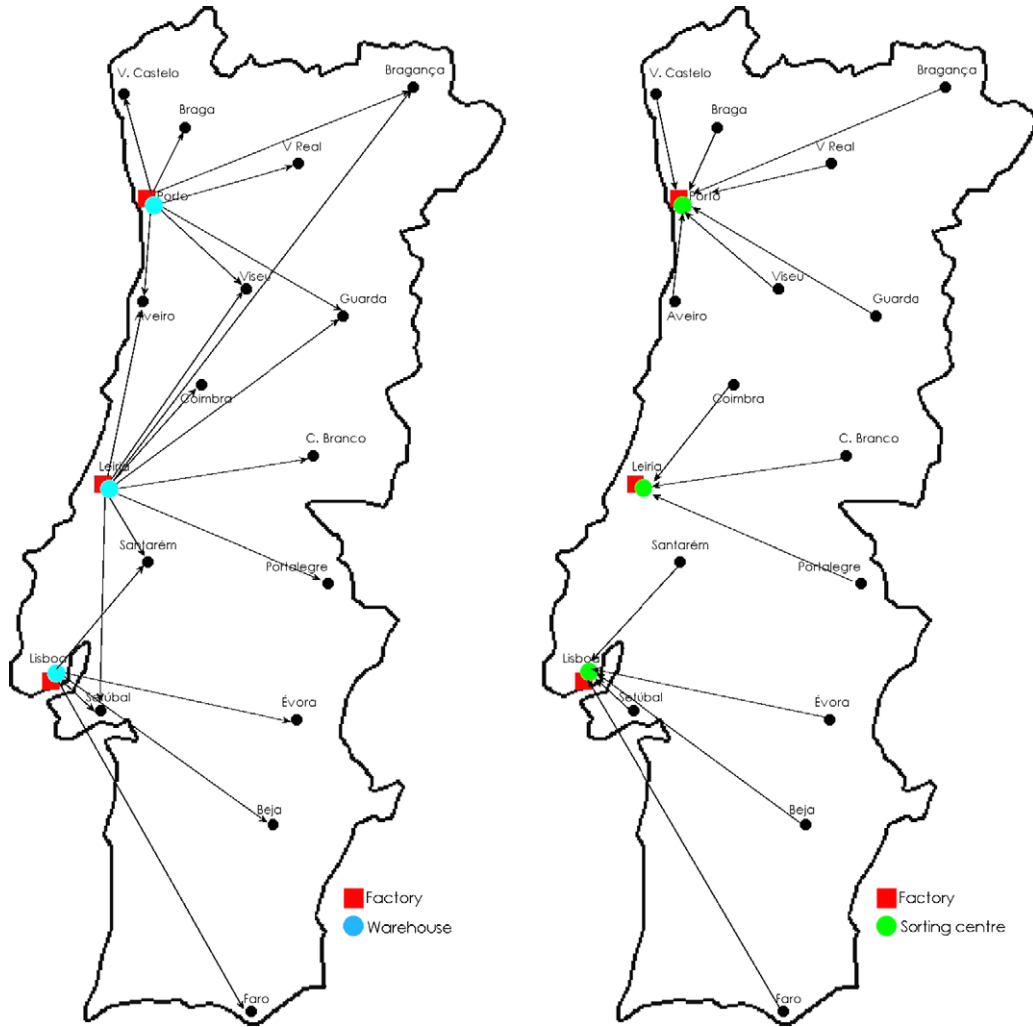 V. Castelo
Bragança
Braga
V Real
Porto
Viseu
Guarda
Aveiro
Coimbra
C. Branco
Leiria
Santarém
Portalegre
Lisboa
Setúbal
Évora
Beja
Factory
Warehouse
Faro
V. Castelo
Bragança
Braga
V Real
Porto
Viseu
Guarda
Aveiro
Coimbra
C. Branco
Leiria
Santarém
Portalegre
Lisboa
Setúbal
Évora
Beja
Factory
Sorting centre
Faro